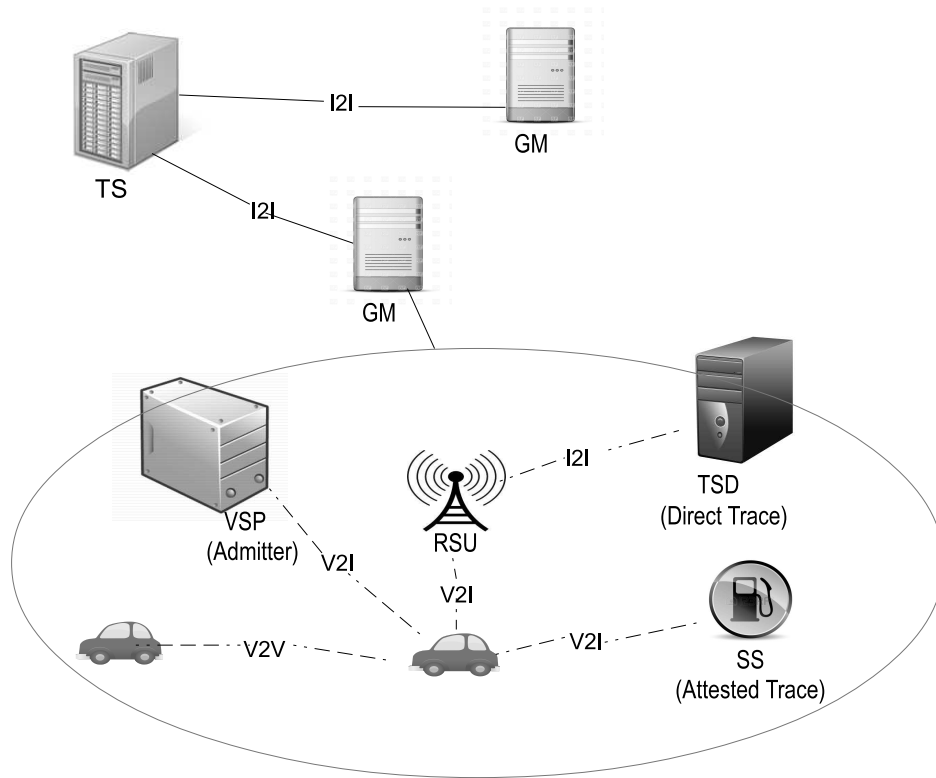 I2I
GM
TS
I2I
GM
I2I
TSD
(Direct Trace)
VSP
(Admitter)
RSU
V2I
V2I
V2V
V2I
SS
(Attested Trace)